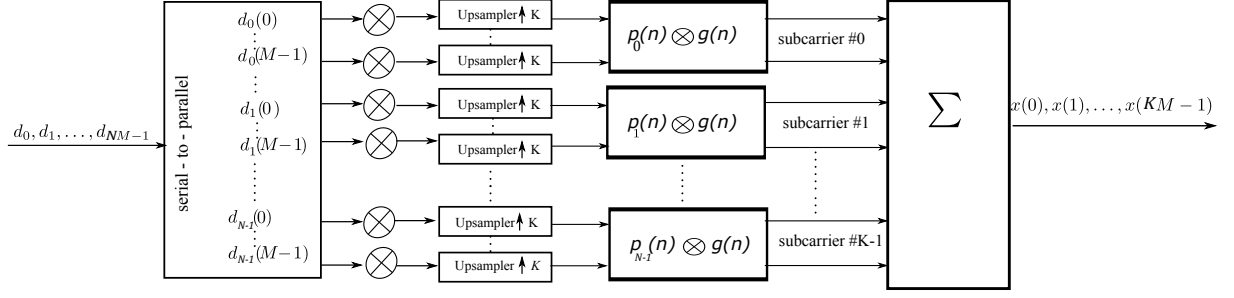 d_0(0)
Upsampler K
p_0(n) ⊗ g(n)
subcarrier #0
d_0(M−1)
Upsampler K
d_0, d_1, . . . , d_{NM−1}
serial - to - parallel
d_1(0)
Upsampler K
p_1(n) ⊗ g(n)
subcarrier #1
∑
x(0), x(1), . . . , x(KM − 1)
d_1(M−1)
Upsampler K
d_{N-1}(0)
Upsampler K
p_{N-1}(n) ⊗ g(n)
subcarrier #K-1
d_{N-1}(M−1)
Upsampler K